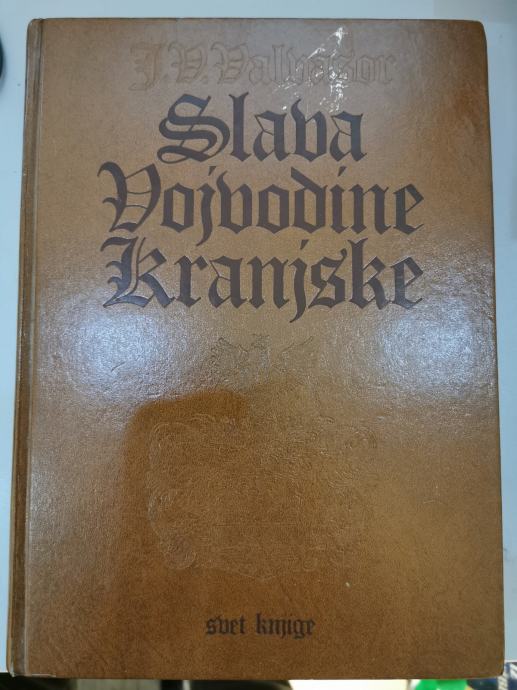 J. V. Valvasor
Slava
Vojvodine
Kranjske
svet knjige